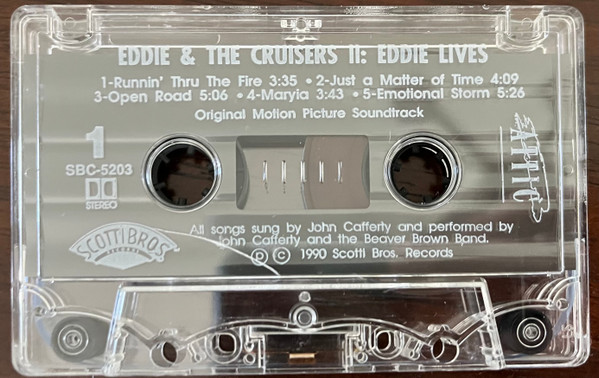 EDDIE & THE CRUISERS II: EDDIE LIVES
1-Runnin' Thru The Fire 3:35 • 2-Just a Matter of Time 4:09
3-Open Road 5:06 • 4-Maryia 3:43 • 5-Emotional Storm 5:26
Original Motion Picture Soundtrack
1
SBC-5203
STEREO
ATTIC
SCOTTI BROS.
RECORDS
All songs sung by John Cafferty and performed by
John Cafferty and the Beaver Brown Band.
Ⓟ © 1990 Scotti Bros. Records